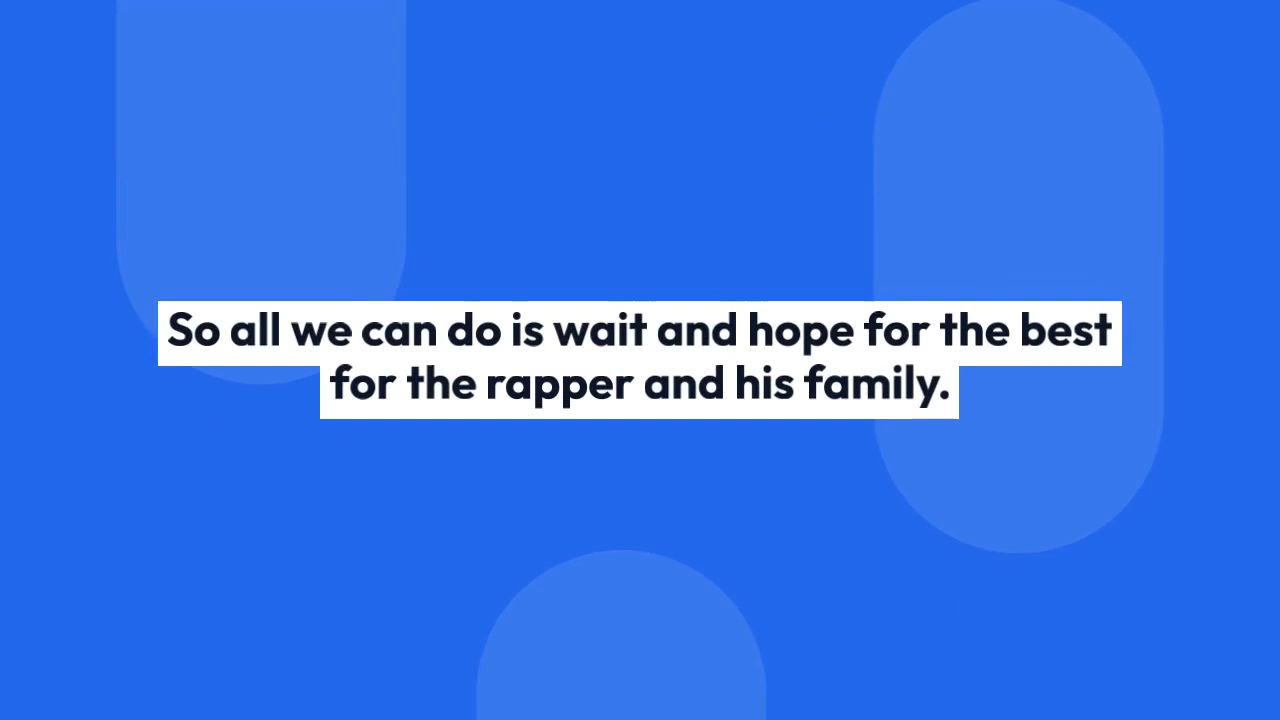 So all we can do is wait and hope for the best
for the rapper and his family.